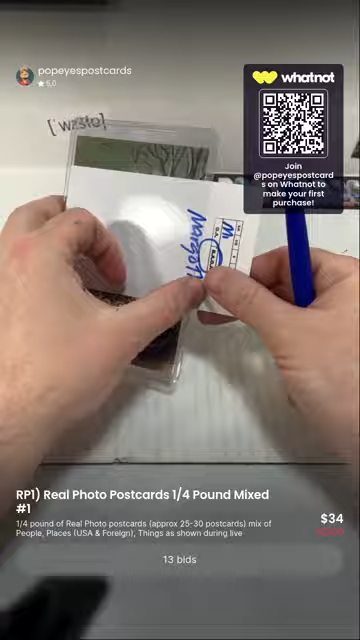 popeyespostcards
★ 5.0
whatnot
Join
@popeyespostcard
s on Whatnot to
make your first
purchase!
RP1) Real Photo Postcards 1/4 Pound Mixed
#1
$34
1/4 pound of Real Photo postcards (approx 25-30 postcards) mix of
People, Places (USA & Foreign), Things as shown during live
13 bids